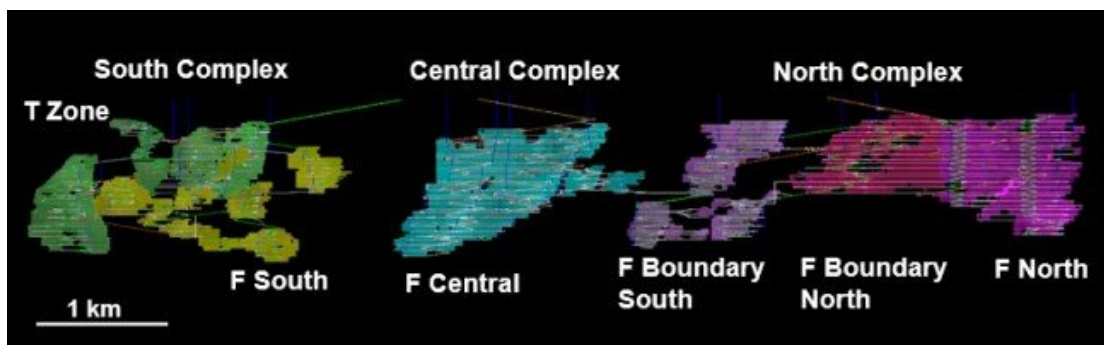 South Complex
Central Complex
North Complex
T Zone
F South
F Central
F Boundary
South
F Boundary
North
F North
1 km